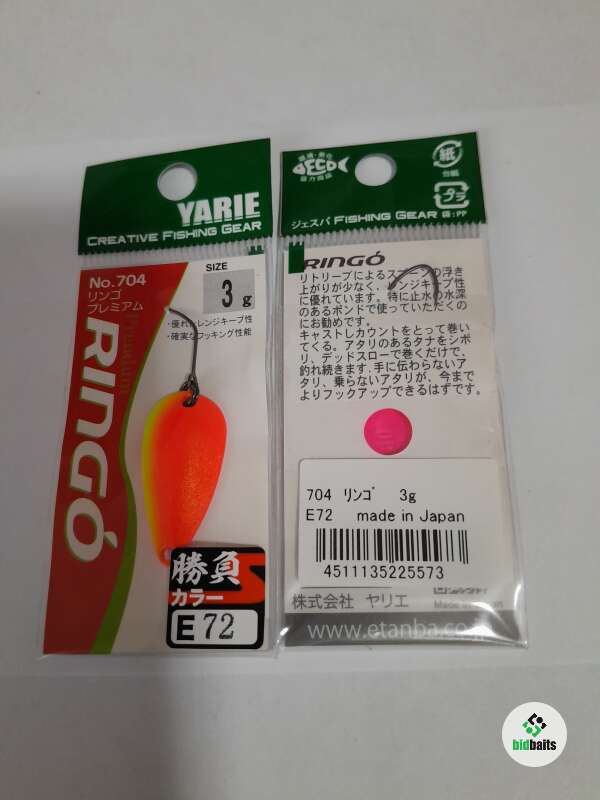 YARIE
CREATIVE FISHING GEAR
No.704
リンゴ
プレミアム
SIZE
3g
・優れたレンジキープ性
・確実なフッキング性能
Premium
RINGÓ
勝負
カラー
E72
DECO
紙
台紙
プラ
袋:PP
ジェスパ FISHING GEAR
RINGÓ
リトリーブによるスプーンの浮き
上がりが少なく、レンジキープ性
に優れています。特に止水の水深
のあるポンドで使っていただくの
にお勧めです。
キャストしカウントをとって巻い
てくる。アタリのあるタナをシボ
リ、デッドスローで巻くだけで、
釣れ続きます。手に伝わらないア
タリ、乗らないアタリが、今まで
よりフックアップできるはずです。
704 リンゴ 3g
E72 made in Japan
4511135225573
株式会社 ヤリエ
www.etanba.com
bidbaits